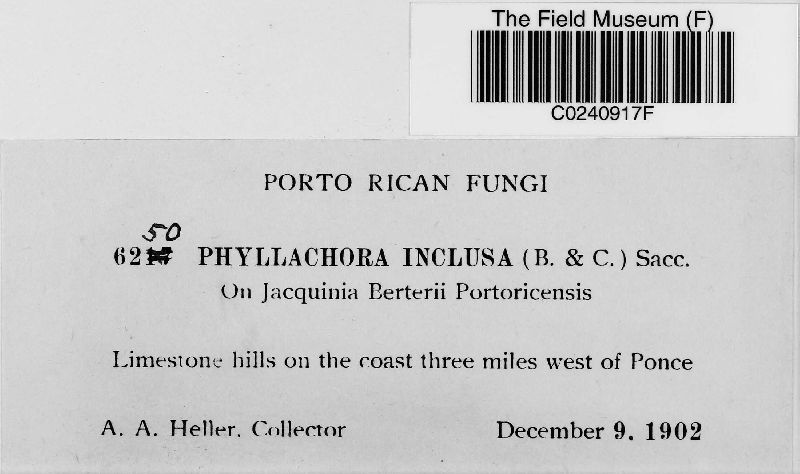 The Field Museum (F)
C0240917F
PORTO RICAN FUNGI
50
62 PHYLLACHORA INCLUSA (B. & C.) Sacc.
On Jacquinia Berterii Portoricensis
Limestone hills on the coast three miles west of Ponce
A. A. Heller, Collector December 9, 1902